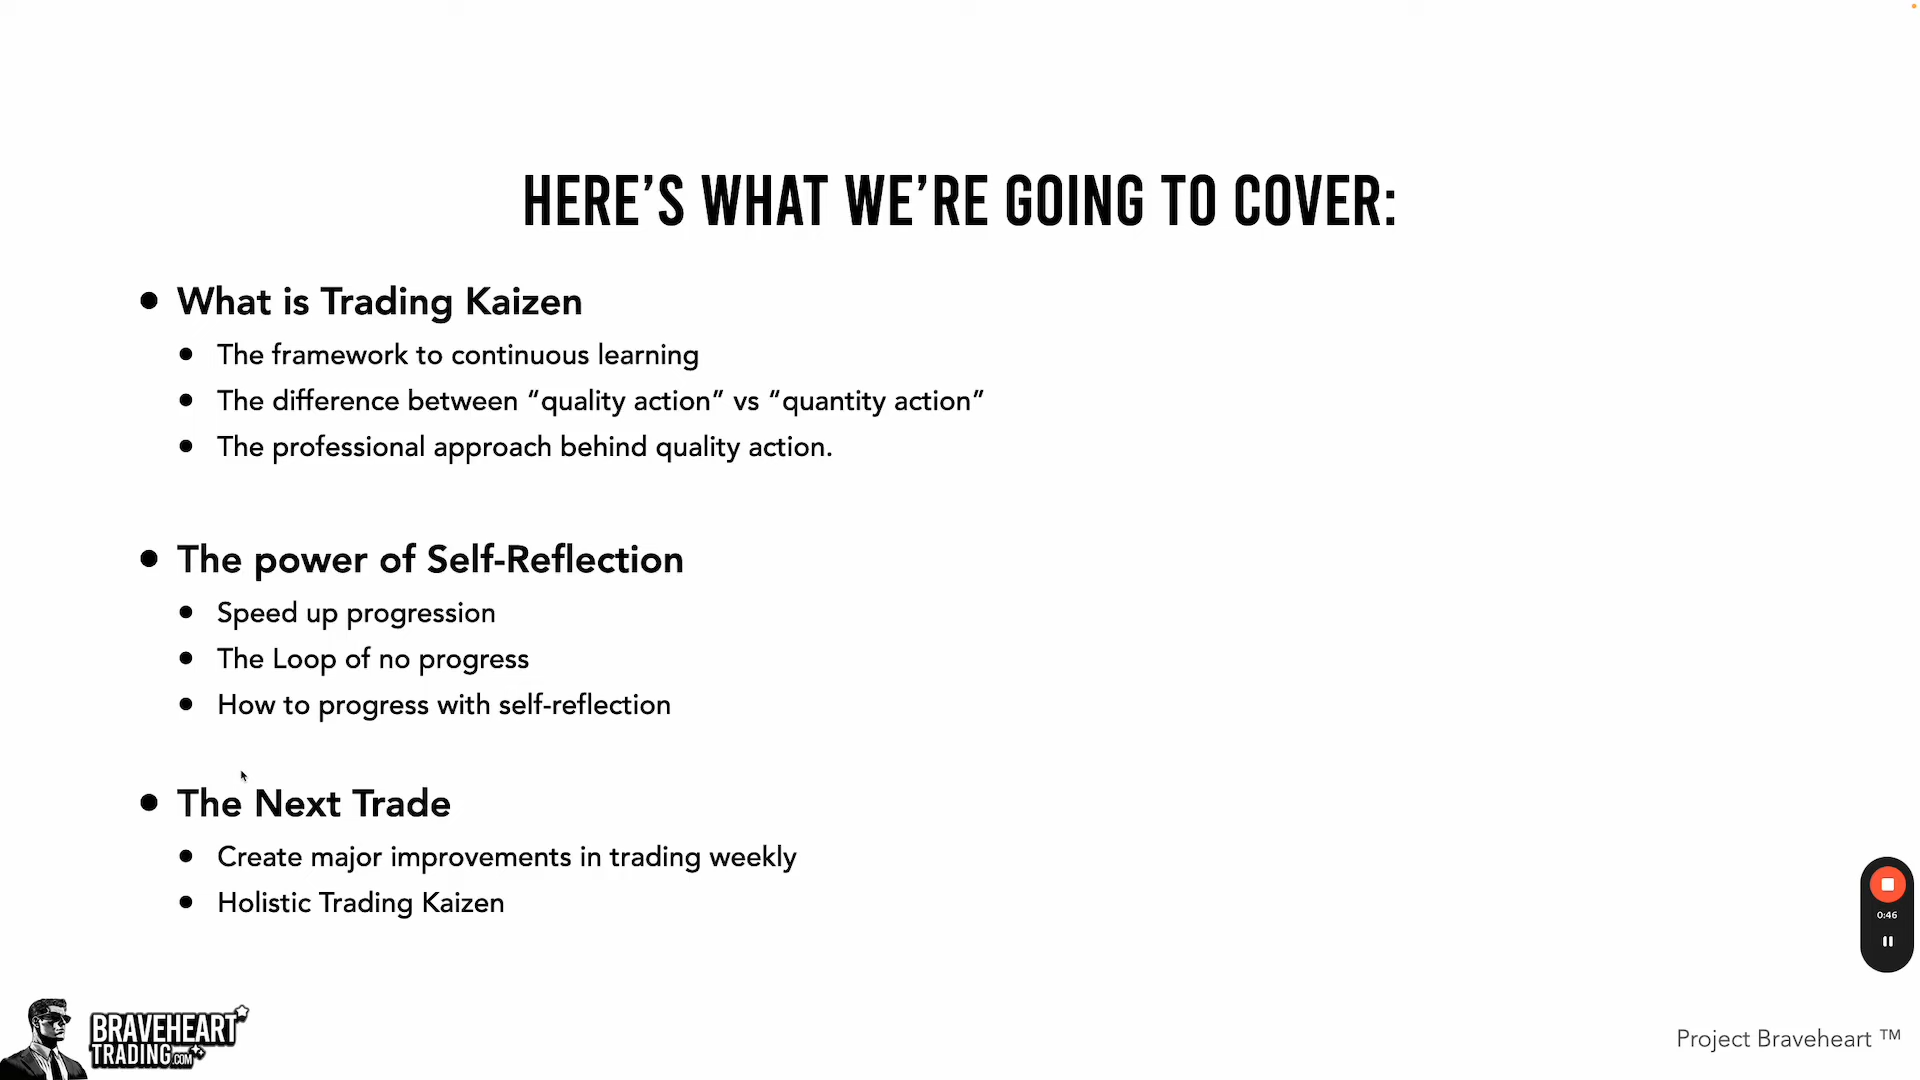 HERE’S WHAT WE’RE GOING TO COVER:
• What is Trading Kaizen
• The framework to continuous learning
• The difference between “quality action” vs “quantity action”
• The professional approach behind quality action.
• The power of Self-Reflection
• Speed up progression
• The Loop of no progress
• How to progress with self-reflection
• The Next Trade
• Create major improvements in trading weekly
• Holistic Trading Kaizen
0:46
BRAVEHEART
TRADING.COM
Project Braveheart ™